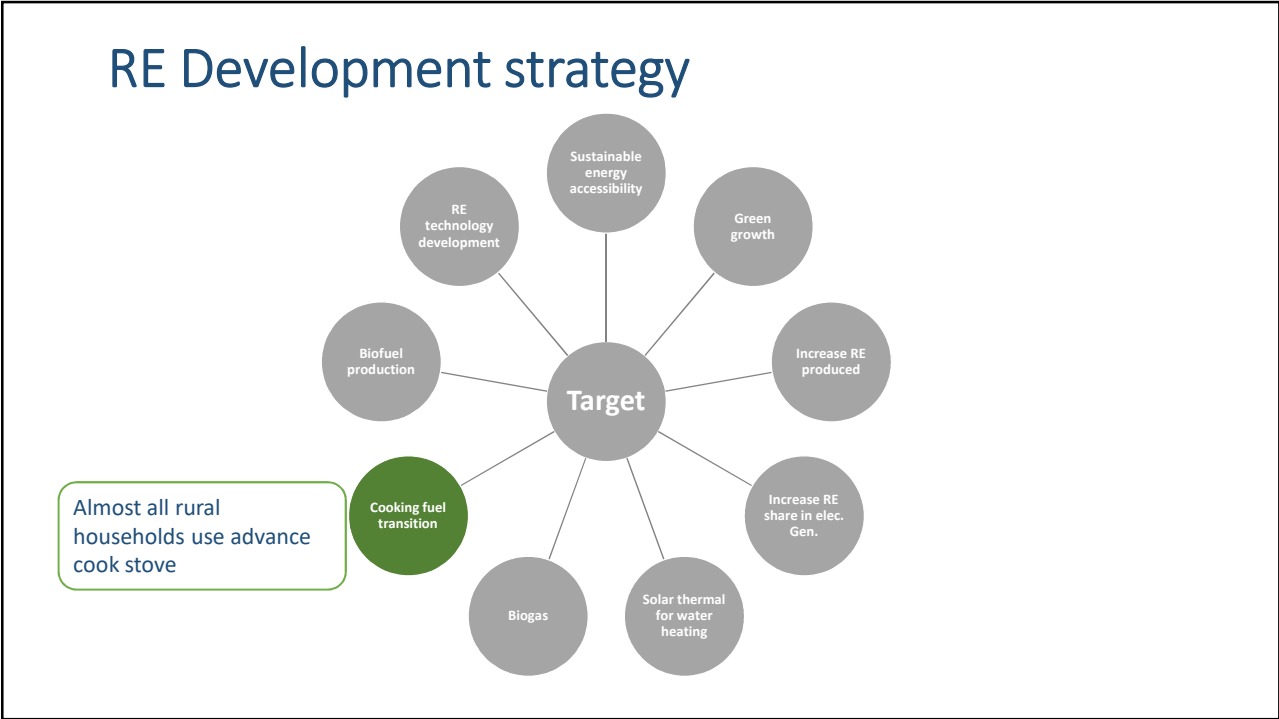 RE Development strategy
Sustainable
energy
accessibility
Green
growth
Increase RE
produced
Increase RE
share in elec.
Gen.
Solar thermal
for water
heating
Biogas
Cooking fuel
transition
Biofuel
production
RE
technology
development
Target
Almost all rural
households use advance
cook stove